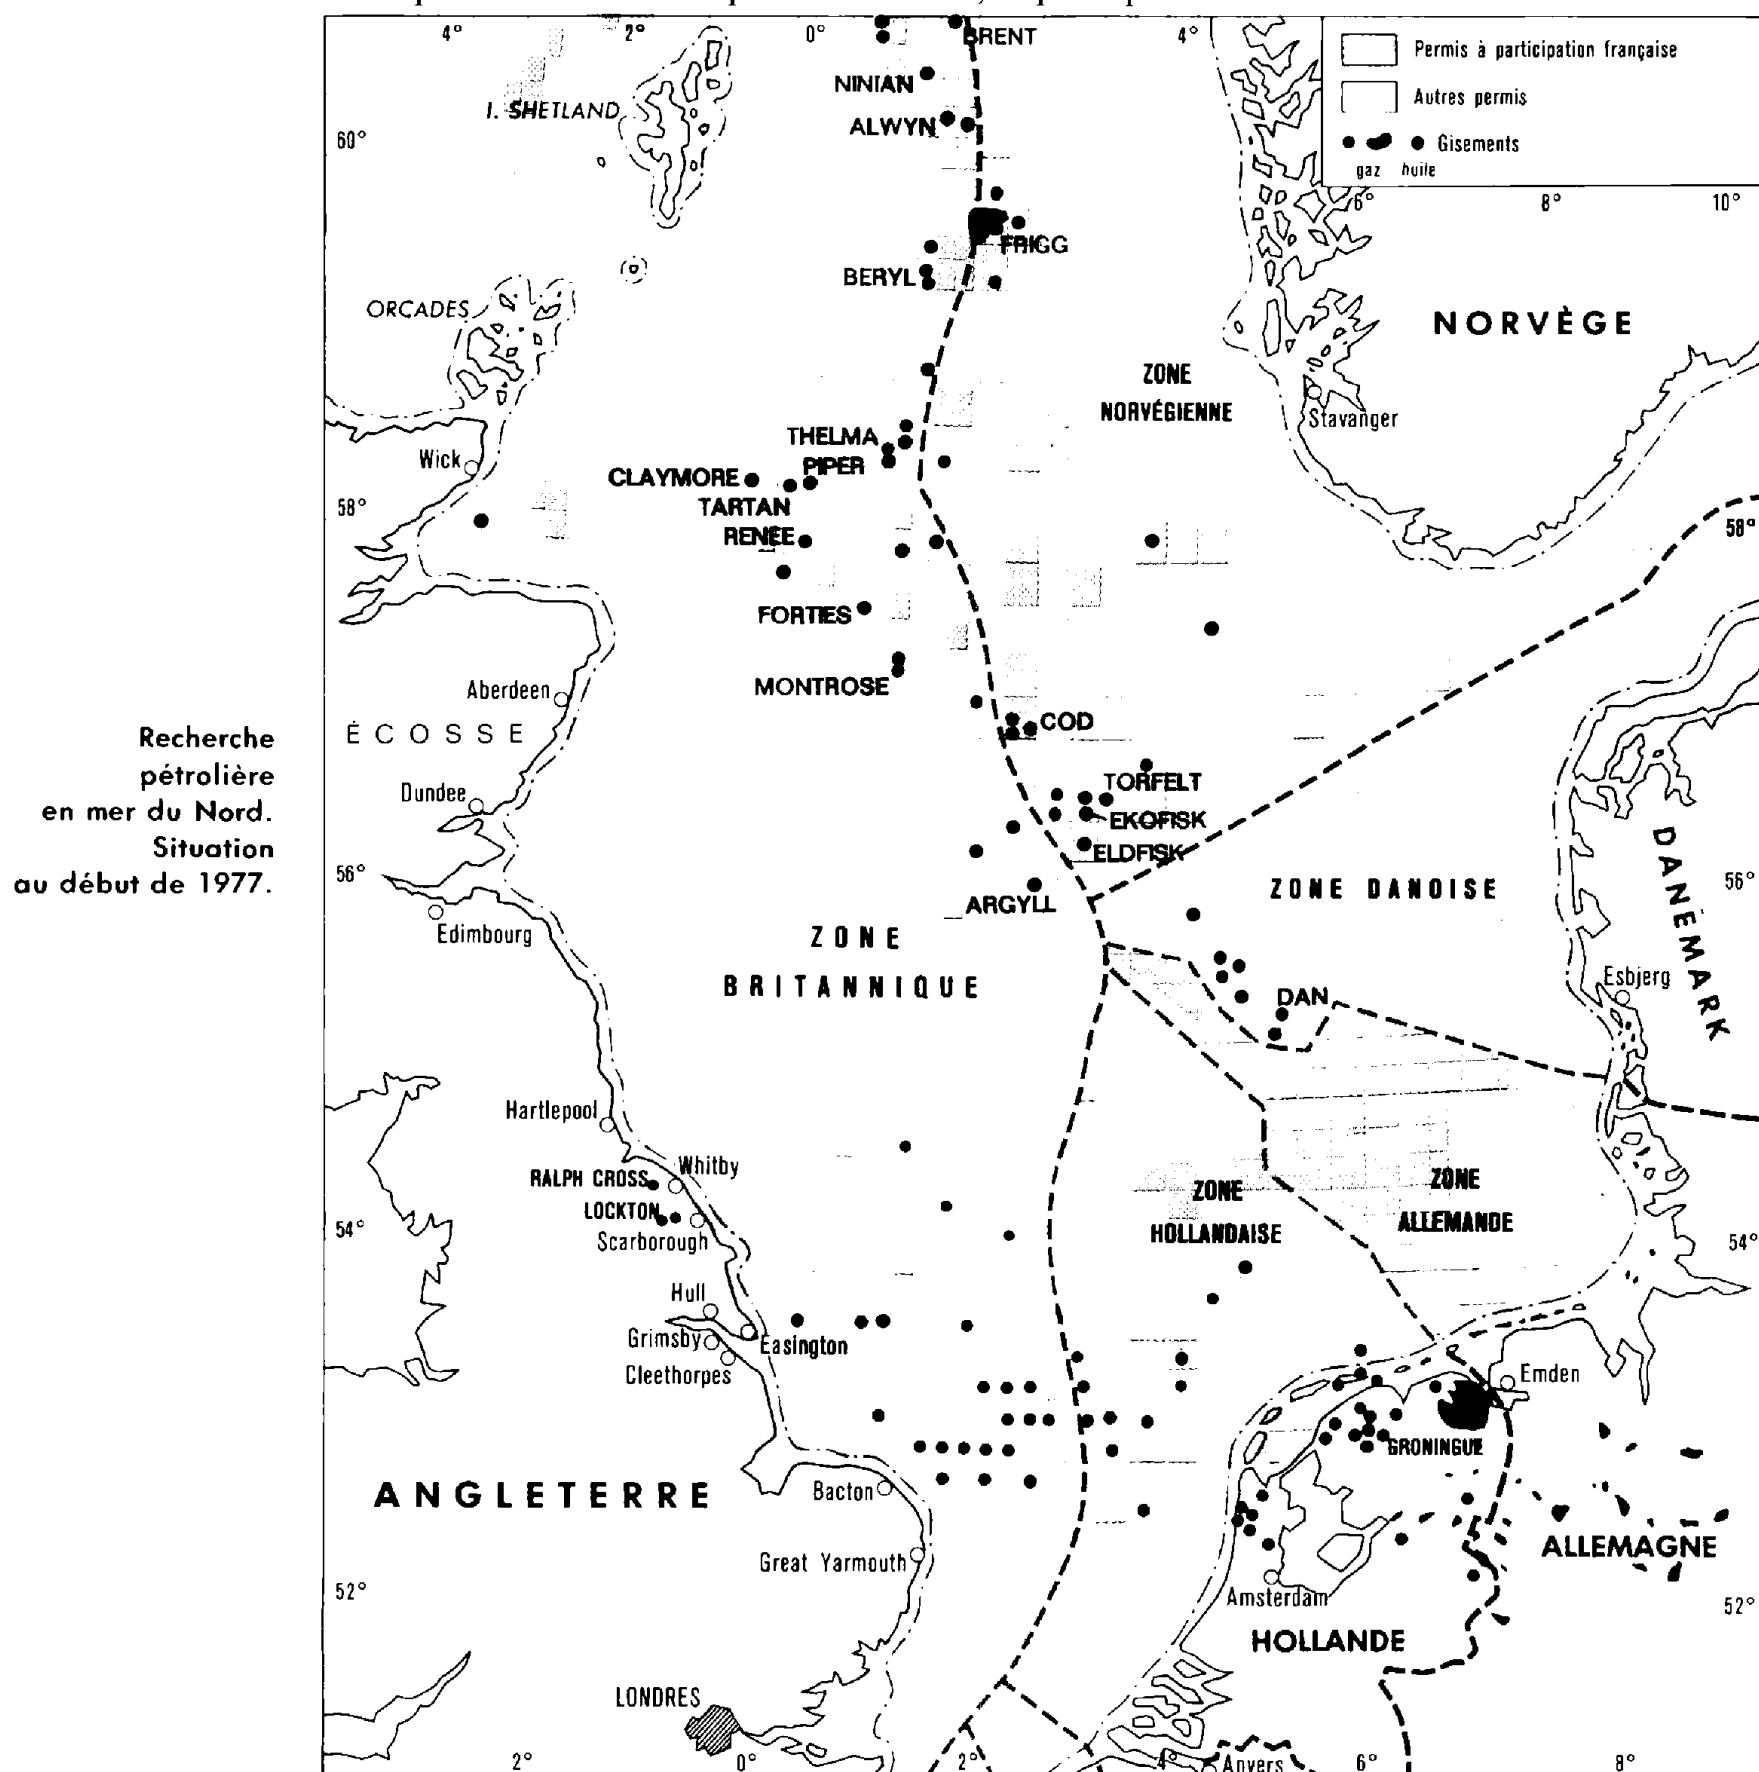 4°
2°
0°
4°
BRENT
NINIAN
ALWYN
I. SHETLAND
60°
Permis à participation française
Autres permis
Gisements
gaz huile
6°
8°
10°
FRIGG
BERYL
ORCADES
NORVÈGE
ZONE
NORVÉGIENNE
Stavanger
THELMA
PIPER
CLAYMORE
TARTAN
RENÉE
Wick
58°
58°
FORTIES
MONTROSE
Aberdeen
ÉCOSSE
COD
Recherche
pétrolière
en mer du Nord.
Situation
au début de 1977.
Dundee
TORFELT
EKOFISK
ELDFISK
56°
56°
ARGYLL
ZONE DANOISE
DANEMARK
Edimbourg
ZONE
BRITANNIQUE
Esbjerg
DAN
Hartlepool
Whitby
RALPH CROSS
LOCKTON
Scarborough
ZONE
HOLLANDAISE
ZONE
ALLEMANDE
54°
54°
Hull
Grimsby
Easington
Cleethorpes
Emden
GRONINGUE
ANGLETERRE
Bacton
ALLEMAGNE
Great Yarmouth
52°
Amsterdam
52°
HOLLANDE
LONDRES
2°
0°
2°
4°
Anvers
6°
8°